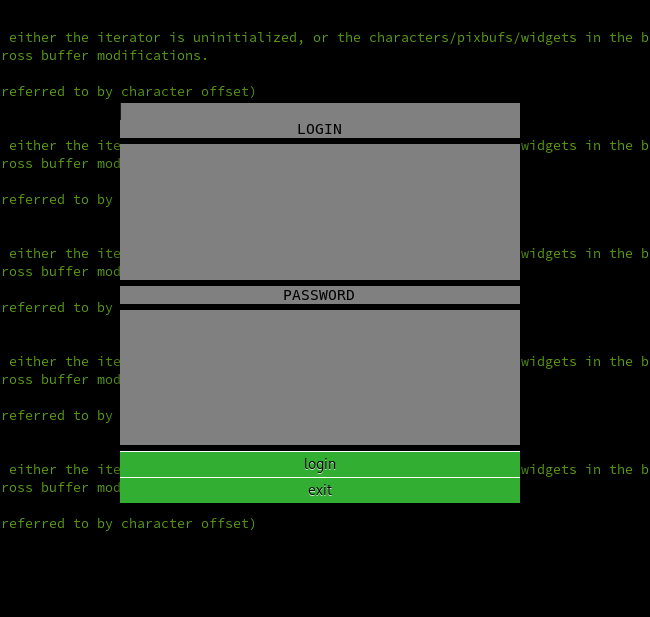 either the iterator is uninitialized, or the characters/pixbufs/widgets in the b
ross buffer modifications.
referred to by character offset)
LOGIN
either the ite widgets in the b
ross buffer mod
referred to by
either the ite widgets in the b
ross buffer mod
PASSWORD
referred to by
either the ite widgets in the b
ross buffer mod
referred to by
login
either the ite widgets in the b
ross buffer mod
exit
referred to by character offset)